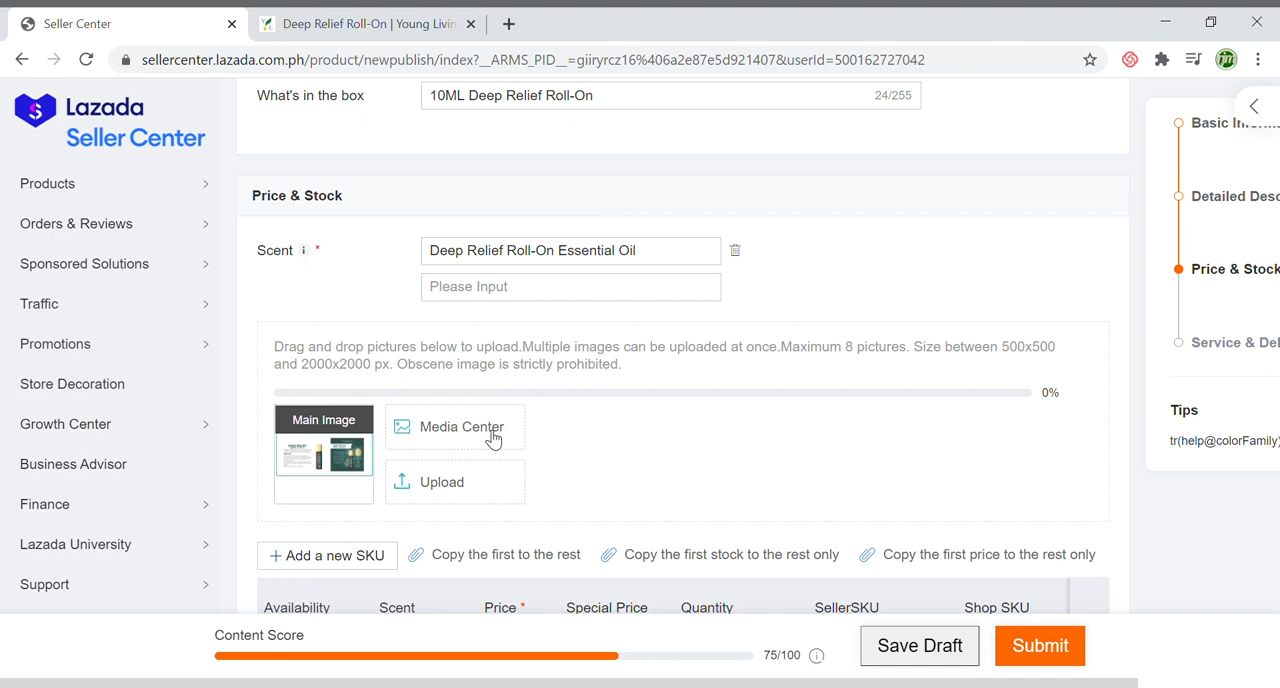 Seller Center
Deep Relief Roll-On | Young Livin
sellercenter.lazada.com.ph/product/newpublish/index?__ARMS_PID__=giiryrcz16%406a2e87e5d921407&userId=500162727042
Lazada
Seller Center
Products
Orders & Reviews
Sponsored Solutions
Traffic
Promotions
Store Decoration
Growth Center
Business Advisor
Finance
Lazada University
Support
What's in the box
10ML Deep Relief Roll-On
24/255
Price & Stock
Scent i *
Deep Relief Roll-On Essential Oil
Please Input
Drag and drop pictures below to upload.Multiple images can be uploaded at once.Maximum 8 pictures. Size between 500x500
and 2000x2000 px. Obscene image is strictly prohibited.
0%
Main Image
Media Center
Upload
+ Add a new SKU
Copy the first to the rest
Copy the first stock to the rest only
Copy the first price to the rest only
Availability
Scent
Price *
Special Price
Quantity
SellerSKU
Shop SKU
Basic
Detailed Desc
Price & Stock
Service & Del
Tips
tr(help@colorFamily)
Content Score
75/100
Save Draft
Submit